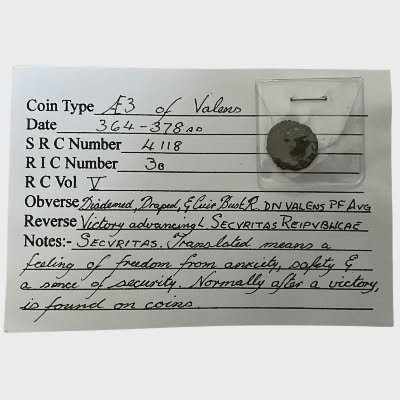 Coin Type Æ3 of Valens
Date 364-378 AD
S R C Number 4118
R I C Number 3B
R C Vol V
Obverse Diademed, Draped, & Cuir Bust R. DN VALENS PF AVG
Reverse Victory advancing L SECVRITAS REIPVBLICAE
Notes:- SECVRITAS. Translated means a
feeling of freedom from anxiety, safety &
a sence of security. Normally after a victory,
is found on coins.